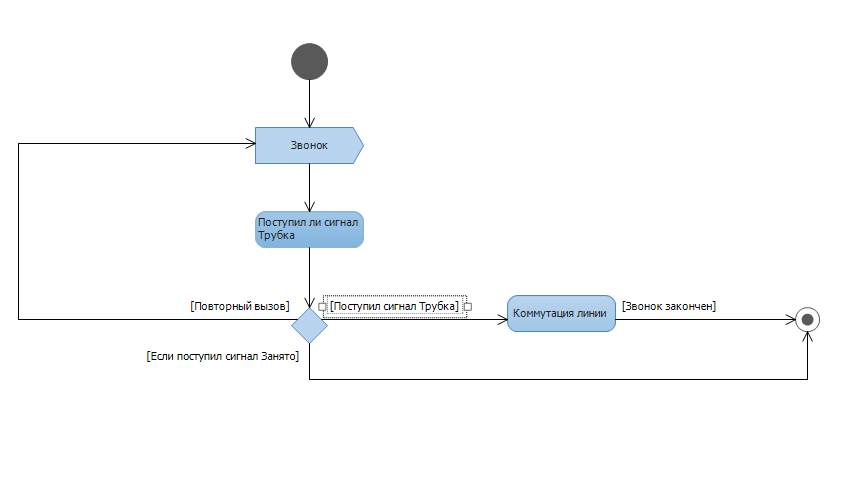 Звонок
Поступил ли сигнал
Трубка
[Повторный вызов]
[Поступил сигнал Трубка]
Коммутация линии
[Звонок закончен]
[Если поступил сигнал Занято]